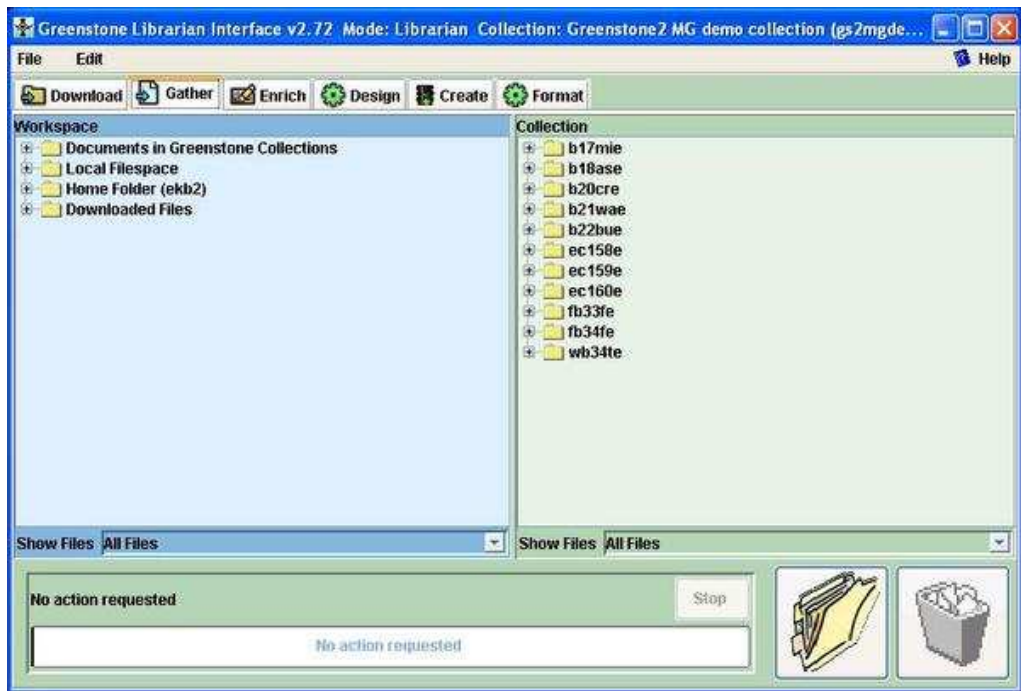 Greenstone Librarian Interface v2.72 Mode: Librarian Collection: Greenstone2 MG demo collection (gs2mgde...
File Edit Help
Download Gather Enrich Design Create Format
Workspace
Documents in Greenstone Collections
Local Filespace
Home Folder (ekb2)
Downloaded Files
Collection
b17mie
b18ase
b20cre
b21wae
b22bue
ec158e
ec159e
ec160e
fb33fe
fb34fe
wb34te
Show Files All Files
Show Files All Files
No action requested
Stop
No action requested